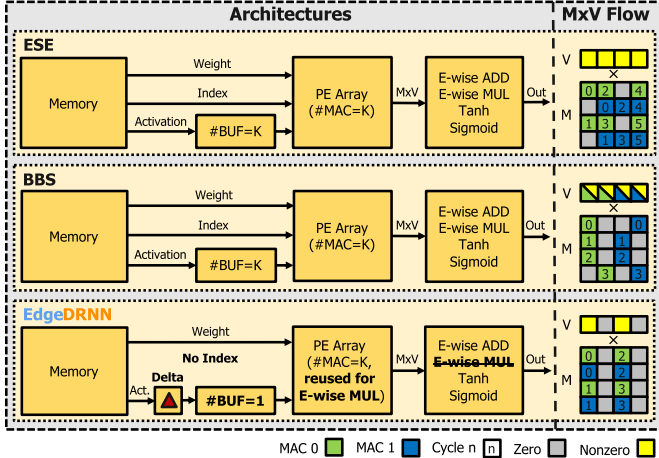 Architectures
MxV Flow
ESE
Memory
Weight
Index
Activation
#BUF=K
PE Array
(#MAC=K)
MxV
E-wise ADD
E-wise MUL
Tanh
Sigmoid
Out
V
×
M
0 2 4
0 2 4
1 3 5
1 3 5
BBS
Memory
Weight
Index
Activation
#BUF=K
PE Array
(#MAC=K)
MxV
E-wise ADD
E-wise MUL
Tanh
Sigmoid
Out
V
×
M
0 0
1 1
2 2
3 3
EdgeDRNN
Memory
Weight
No Index
Act.
Delta
#BUF=1
PE Array
(#MAC=K,
reused for
E-wise MUL)
MxV
E-wise ADD
E-wise MUL
Tanh
Sigmoid
Out
V
×
M
0 2
0 2
1 3
1 3
MAC 0
MAC 1
Cycle n
n
Zero
Nonzero